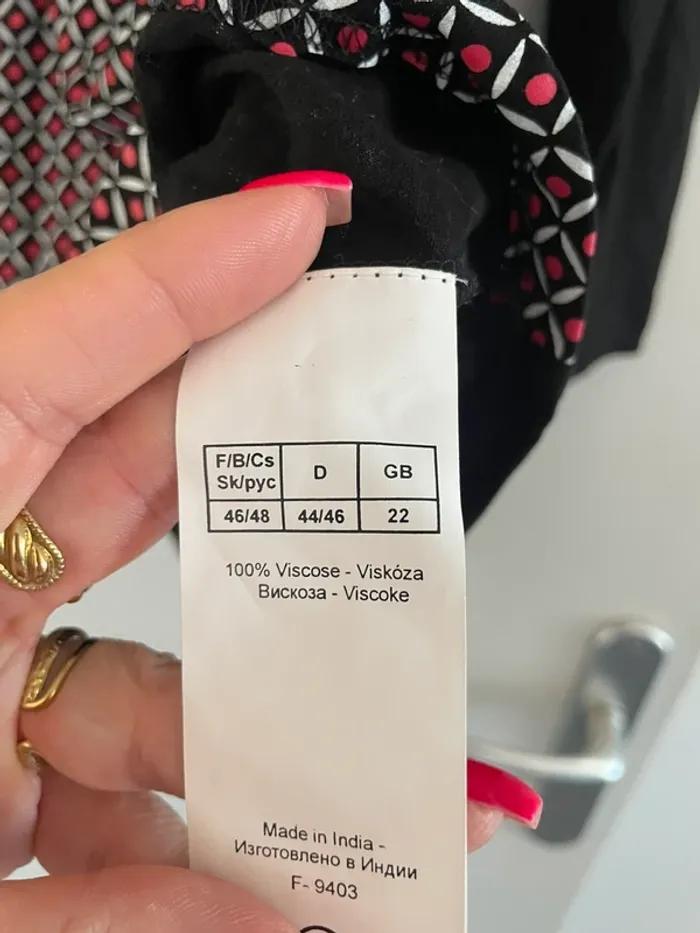 F/B/Cs
Sk/рус
D
GB
46/48
44/46
22
100% Viscose - Viskóza
Вискоза - Viscoke
Made in India -
Изготовлено в Индии
F- 9403